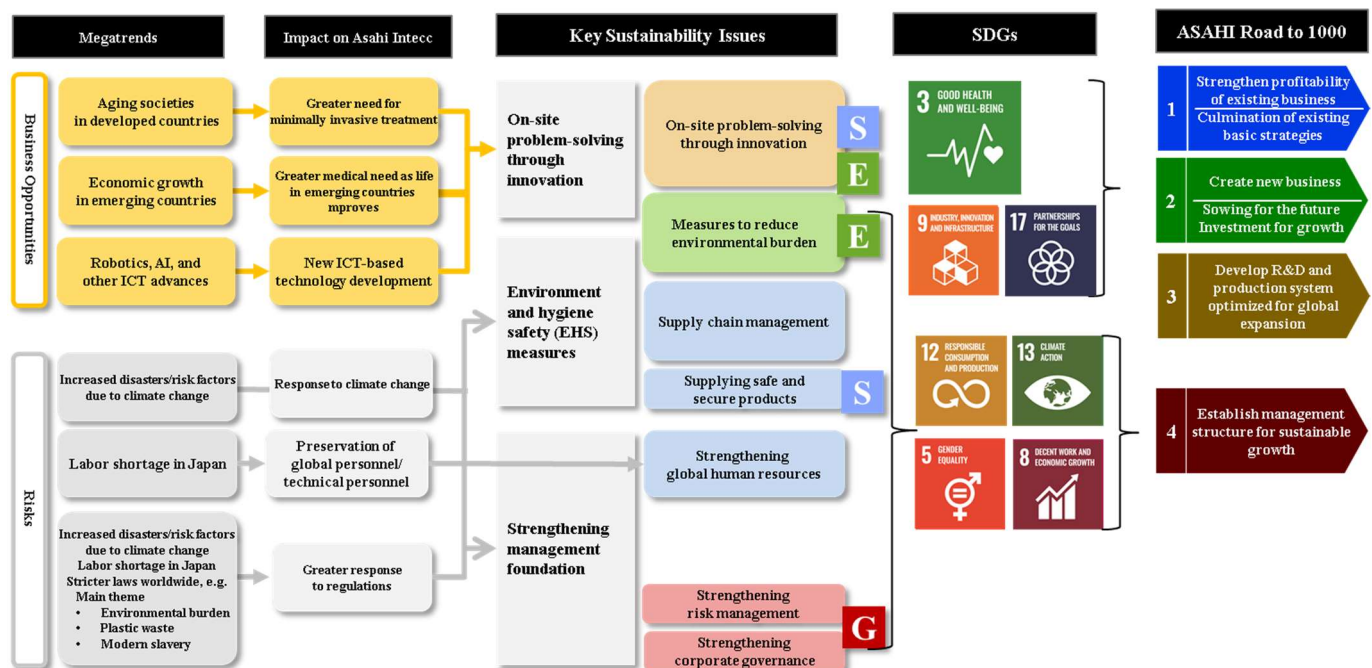 Megatrends
Impact on Asahi Intecc
Key Sustainability Issues
SDGs
ASAHI Road to 1000
Business Opportunities
Aging societies
in developed countries
Greater need for
minimally invasive treatment
Economic growth
in emerging countries
Greater medical need as life
in emerging countries
mproves
Robotics, AI, and
other ICT advances
New ICT-based
technology development
Risks
Increased disasters/risk factors
due to climate change
Response to climate change
Labor shortage in Japan
Preservation of
global personnel/
technical personnel
Increased disasters/risk factors
due to climate change
Labor shortage in Japan
Stricter laws worldwide, e.g.
Main theme
• Environmental burden
• Plastic waste
• Modern slavery
Greater response
to regulations
On-site
problem-solving
through
innovation
Environment
and hygiene
safety (EHS)
measures
Strengthening
management
foundation
On-site problem-solving
through innovation
S
E
Measures to reduce
environmental burden
E
Supply chain management
Supplying safe and
secure products
S
Strengthening
global human resources
Strengthening
risk management
G
Strengthening
corporate governance
3 GOOD HEALTH
AND WELL-BEING
9 INDUSTRY, INNOVATION
AND INFRASTRUCTURE
17 PARTNERSHIPS
FOR THE GOALS
12 RESPONSIBLE
CONSUMPTION
AND PRODUCTION
13 CLIMATE
ACTION
5 GENDER
EQUALITY
8 DECENT WORK AND
ECONOMIC GROWTH
1
Strengthen profitability
of existing business
Culmination of existing
basic strategies
2
Create new business
Sowing for the future
Investment for growth
3
Develop R&D and
production system
optimized for global
expansion
4
Establish management
structure for sustainable
growth